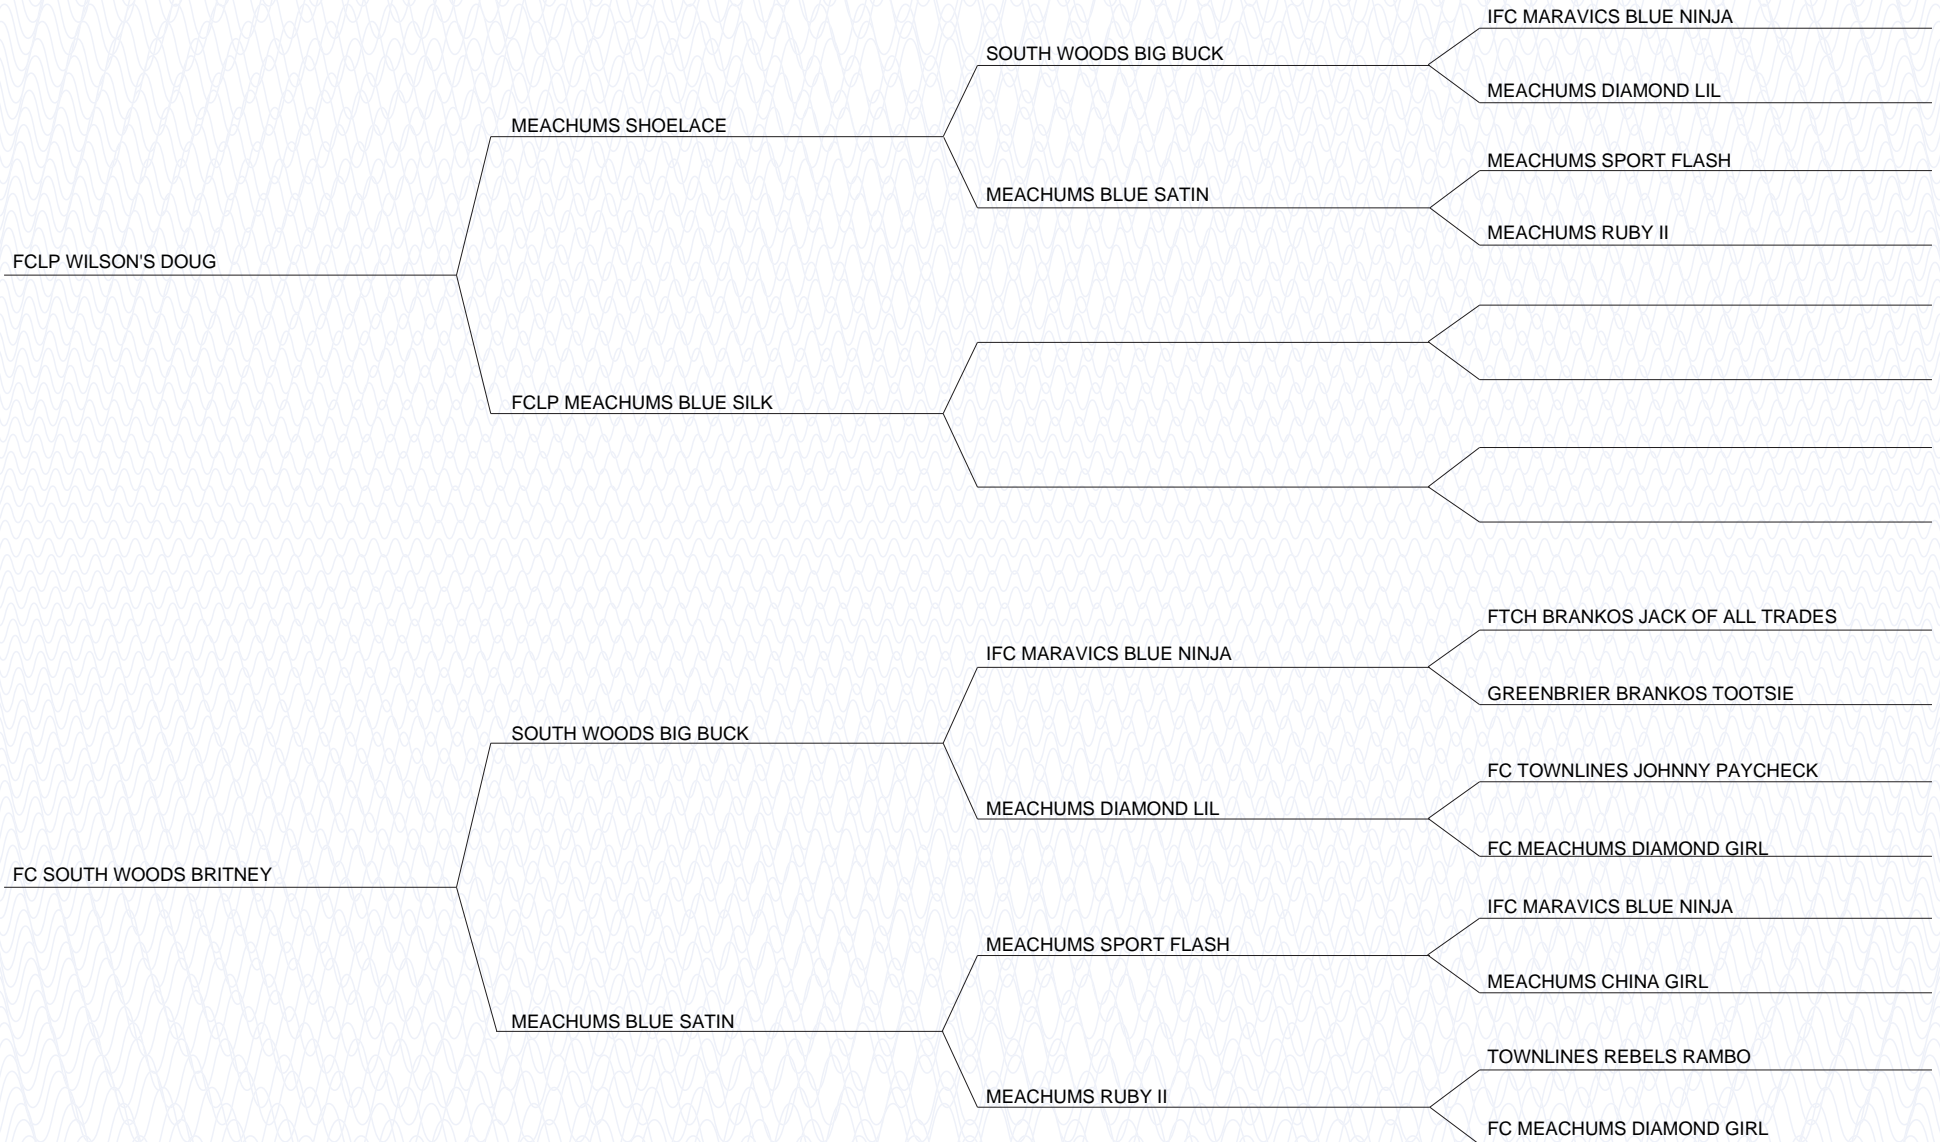 IFC MARAVICS BLUE NINJA
SOUTH WOODS BIG BUCK
MEACHUMS DIAMOND LIL
MEACHUMS SHOELACE
MEACHUMS SPORT FLASH
MEACHUMS BLUE SATIN
MEACHUMS RUBY II
FCLP WILSON'S DOUG
FCLP MEACHUMS BLUE SILK
FTCH BRANKOS JACK OF ALL TRADES
IFC MARAVICS BLUE NINJA
GREENBRIER BRANKOS TOOTSIE
SOUTH WOODS BIG BUCK
FC TOWNLINES JOHNNY PAYCHECK
MEACHUMS DIAMOND LIL
FC MEACHUMS DIAMOND GIRL
FC SOUTH WOODS BRITNEY
IFC MARAVICS BLUE NINJA
MEACHUMS SPORT FLASH
MEACHUMS CHINA GIRL
MEACHUMS BLUE SATIN
TOWNLINES REBELS RAMBO
MEACHUMS RUBY II
FC MEACHUMS DIAMOND GIRL